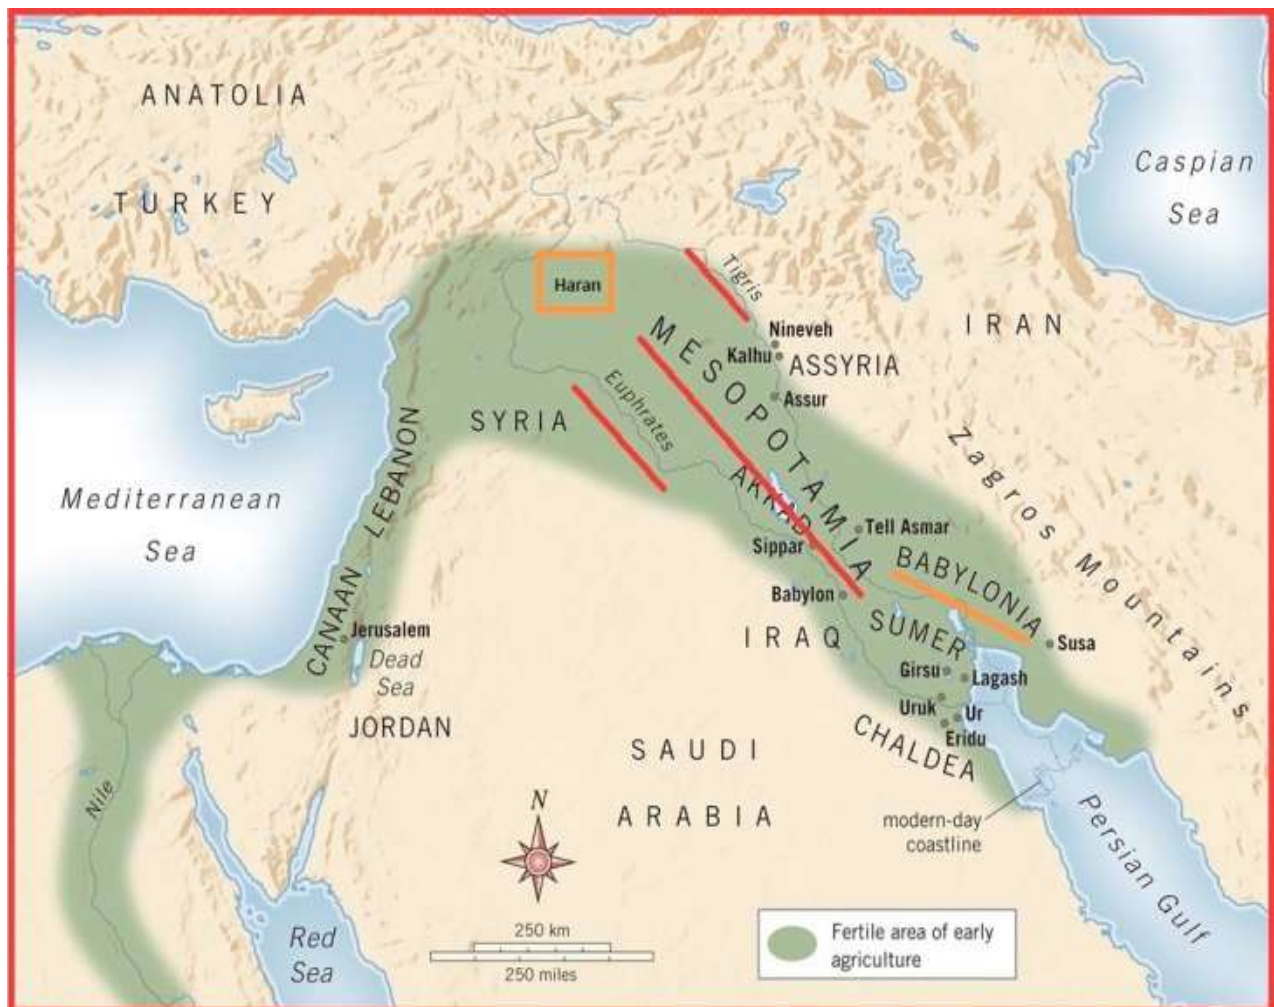 ANATOLIA
TURKEY
Caspian
Sea
Haran
Tigris
IRAN
MESOPOTAMIA
Nineveh
Kalhu
ASSYRIA
Assur
Euphrates
SYRIA
LEBANON
Zagros Mountains
Mediterranean
Sea
AKKAD
Tell Asmar
Sippar
BABYLONIA
Babylon
SUMER
IRAQ
Susa
CANAAN
Jerusalem
Dead
Sea
Girsu
Lagash
Uruk
Ur
Eridu
JORDAN
CHALDEA
SAUDI
ARABIA
Nile
N
modern-day
coastline
Persian Gulf
Red
Sea
250 km
250 miles
Fertile area of early
agriculture